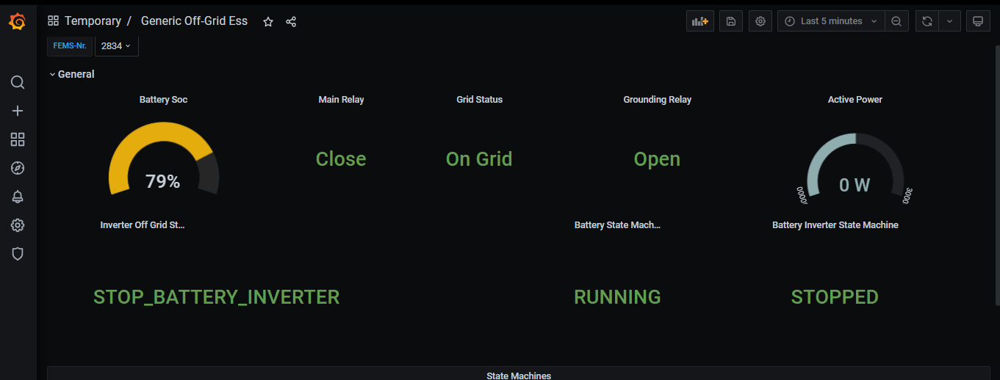 Temporary / Generic Off-Grid Ess
Last 5 minutes
FEMS-Nr. 2834
General
Battery Soc
Main Relay
Grid Status
Grounding Relay
Active Power
79%
Close
On Grid
Open
0 W
Inverter Off Grid St...
Battery State Mach...
Battery Inverter State Machine
STOP_BATTERY_INVERTER
RUNNING
STOPPED
State Machines